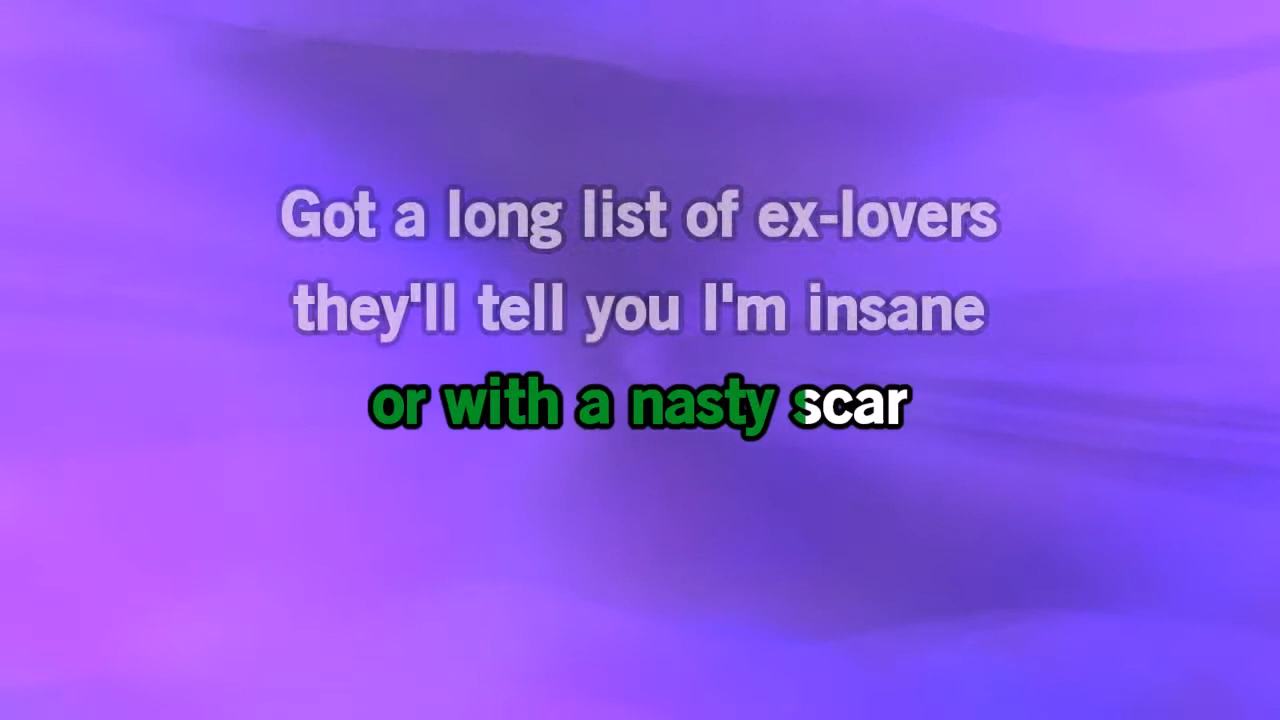 Got a long list of ex-lovers
they'll tell you I'm insane
or with a nasty scar